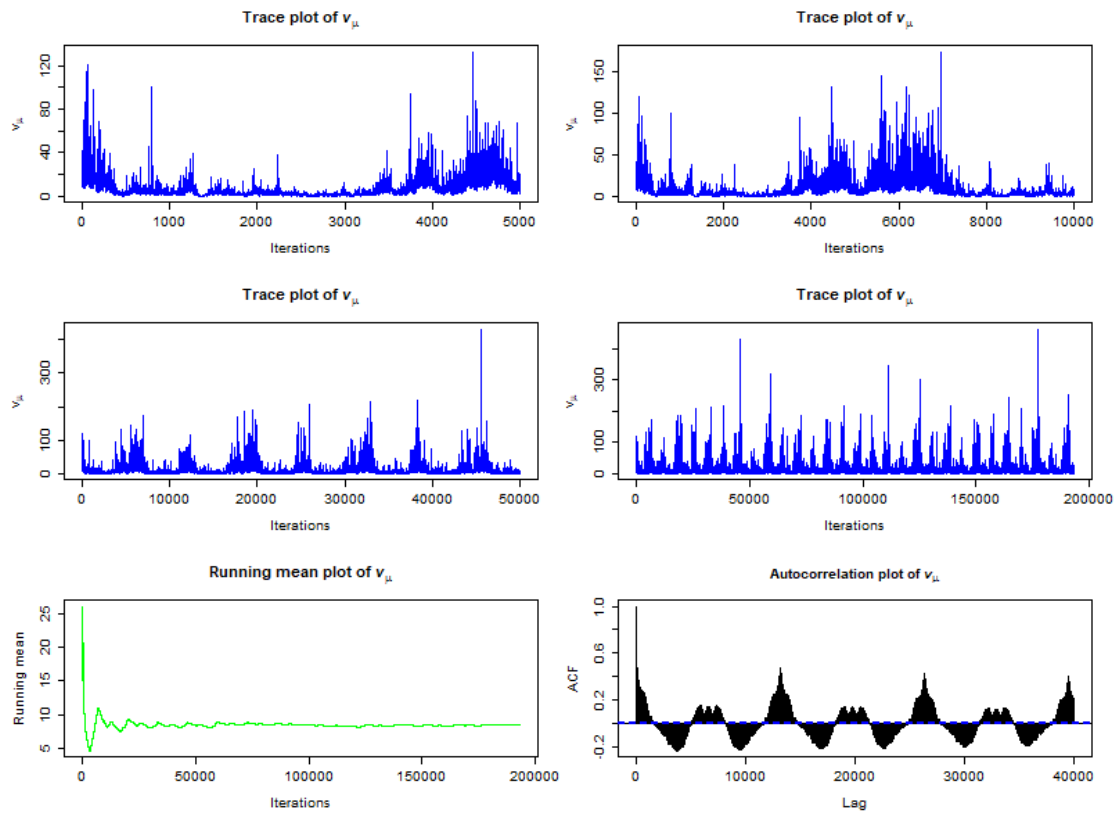 Trace plot of vμ
Trace plot of vμ
vμ
0 40 80 120
0 1000 2000 3000 4000 5000
Iterations
vμ
0 50 100 150
0 2000 4000 6000 8000 10000
Iterations
Trace plot of vμ
Trace plot of vμ
vμ
0 100 300
0 10000 20000 30000 40000 50000
Iterations
vμ
0 100 300
50000 100000 150000 200000
Iterations
Running mean plot of vμ
Autocorrelation plot of vμ
Running mean
5 10 15 20 25
0 50000 100000 150000 200000
Iterations
ACF
-0.2 0.2 0.6 1.0
0 10000 20000 30000 40000
Lag